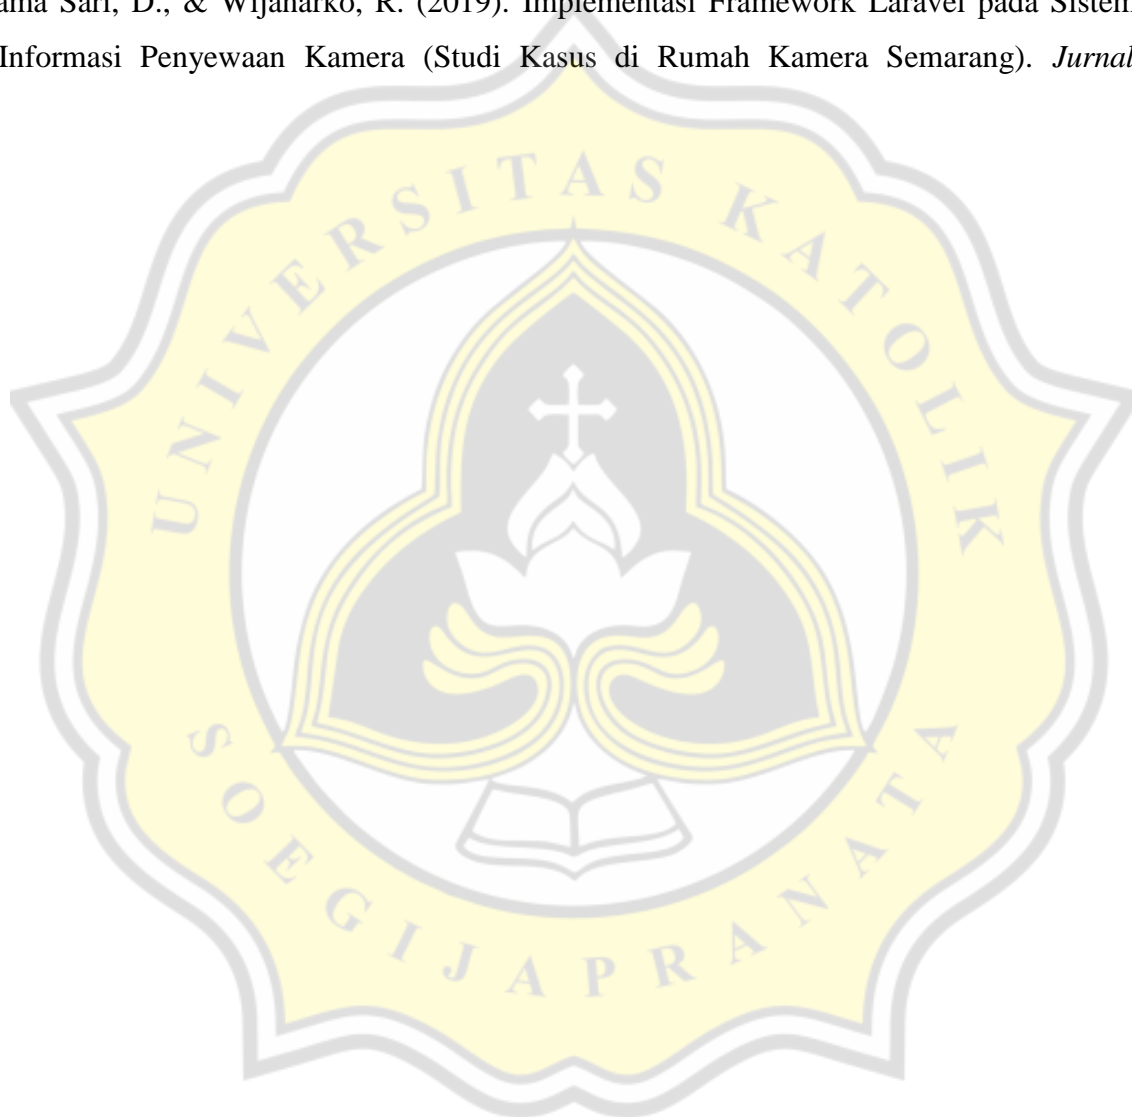 ama Sari, D., & Wijanarko, R. (2019). Implementasi Framework Laravel pada Sistem
Informasi Penyewaan Kamera (Studi Kasus di Rumah Kamera Semarang). Jurnal
UNIVERSITAS KATOLIK
SOEGIJAPRANATA